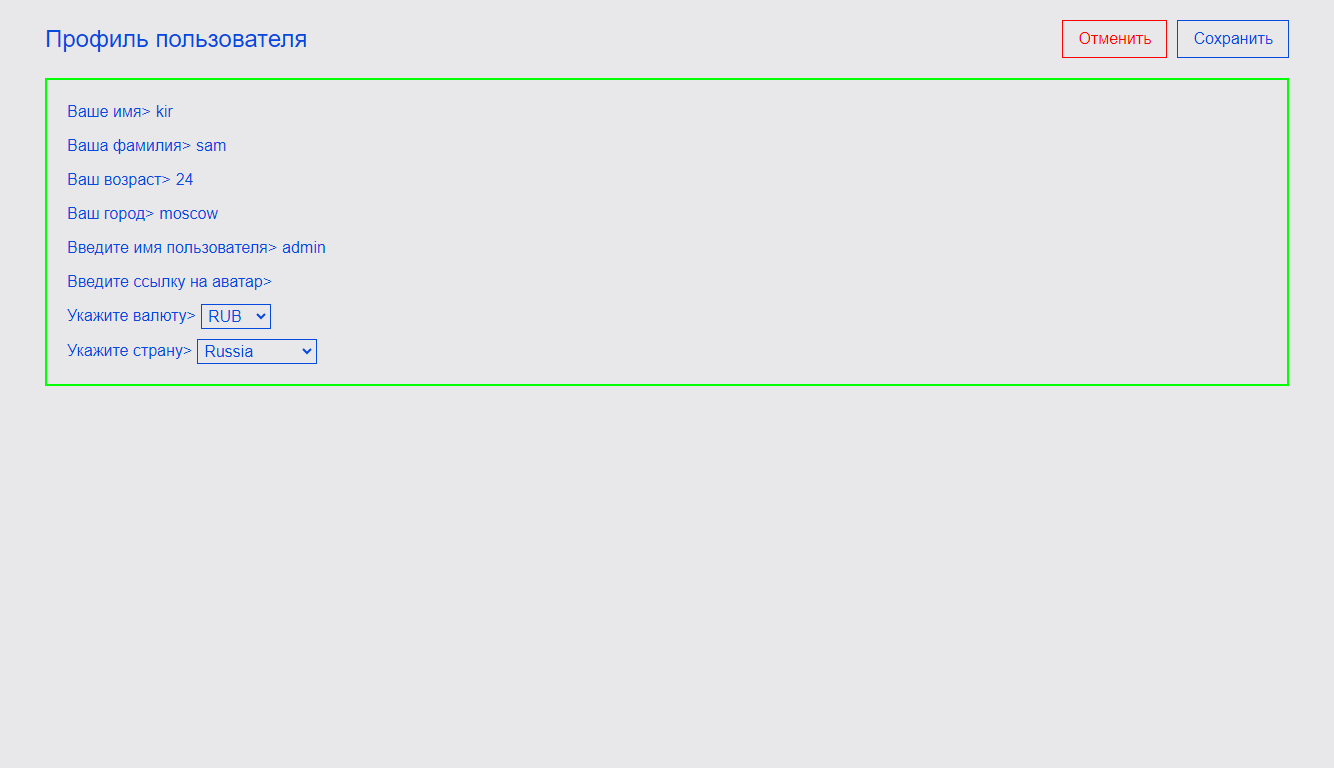 Профиль пользователя
Отменить
Сохранить
Ваше имя> kir
Ваша фамилия> sam
Ваш возраст> 24
Ваш город> moscow
Введите имя пользователя> admin
Введите ссылку на аватар>
Укажите валюту> RUB
Укажите страну> Russia